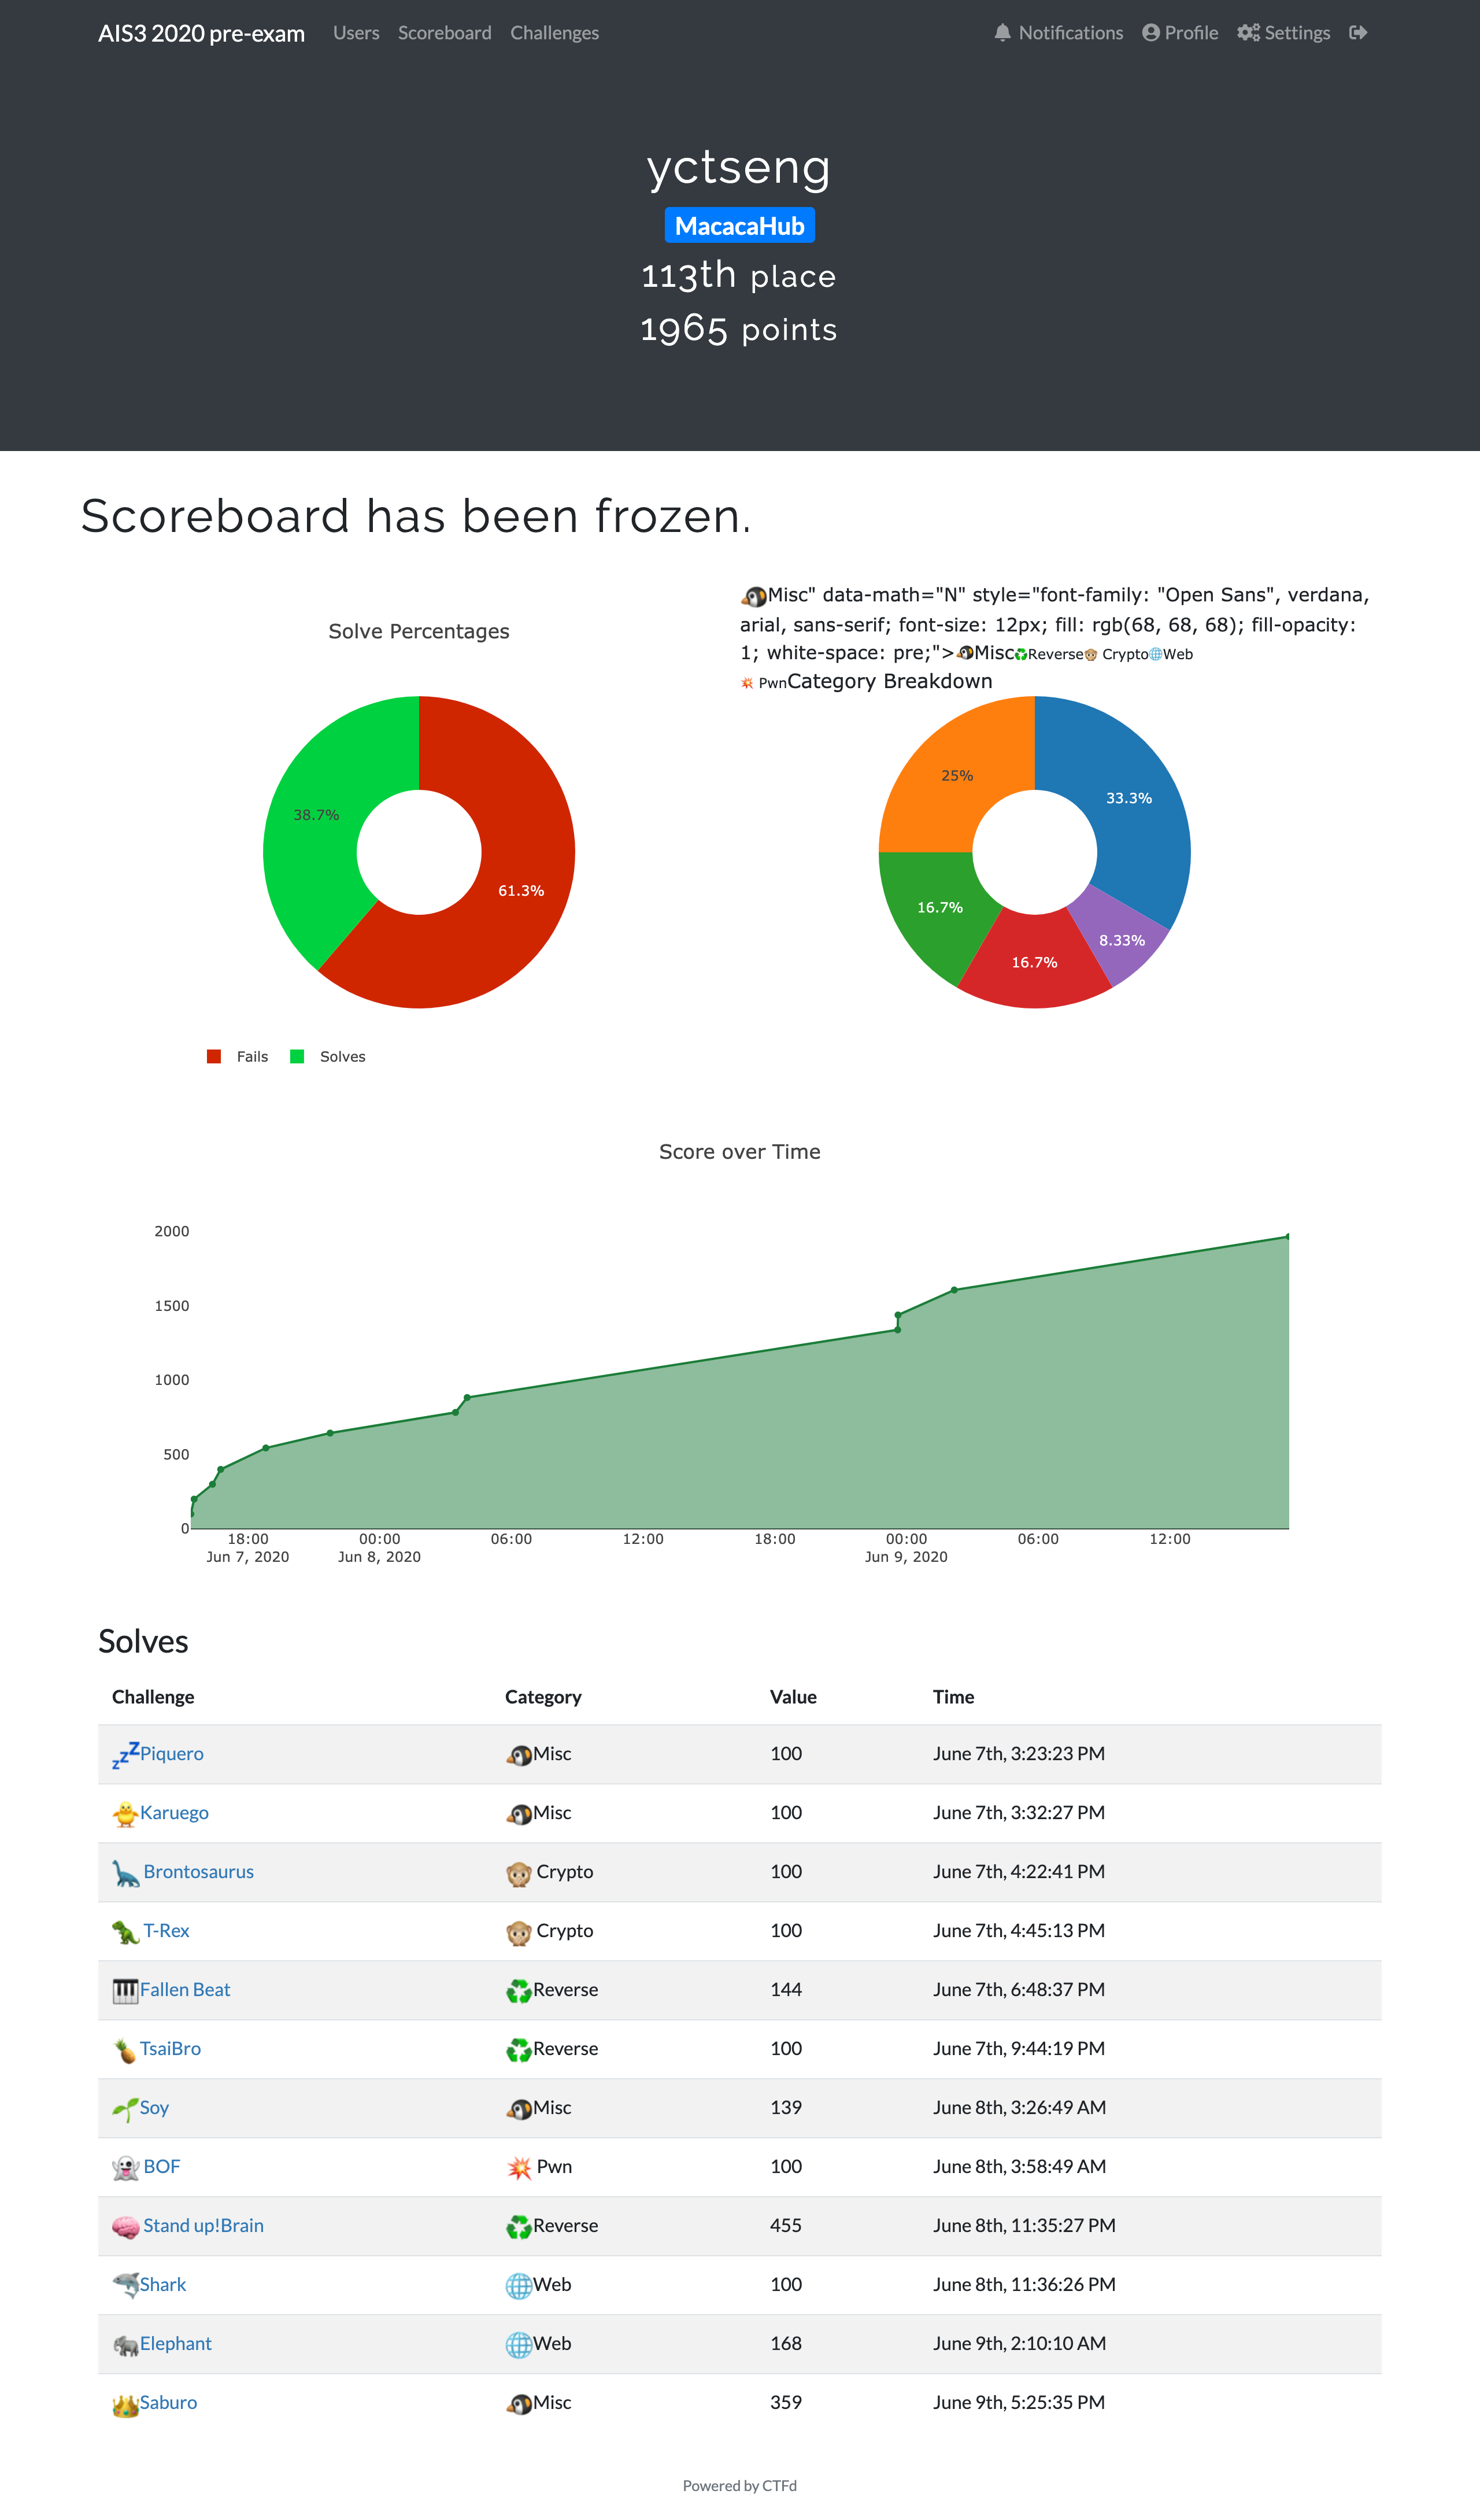 AIS3 2020 pre-exam Users Scoreboard Challenges Notifications Profile Settings
yctseng
MacacaHub
113th place
1965 points
Scoreboard has been frozen.
Solve Percentages
38.7%
61.3%
Fails Solves
🐧Misc" data-math="N" style="font-family: "Open Sans", verdana,
arial, sans-serif; font-size: 12px; fill: rgb(68, 68, 68); fill-opacity:
1; white-space: pre;">🐧Misc♻️Reverse🙊 Crypto🌐Web
💥 PwnCategory Breakdown
25%
33.3%
16.7%
8.33%
16.7%
Score over Time
2000
1500
1000
500
0
18:00 00:00 06:00 12:00 18:00 00:00 06:00 12:00
Jun 7, 2020 Jun 8, 2020 Jun 9, 2020
Solves
Challenge Category Value Time
💤Piquero 🐧Misc 100 June 7th, 3:23:23 PM
🐥Karuego 🐧Misc 100 June 7th, 3:32:27 PM
🦕 Brontosaurus 🙊 Crypto 100 June 7th, 4:22:41 PM
🦖 T-Rex 🙊 Crypto 100 June 7th, 4:45:13 PM
🎹Fallen Beat ♻️Reverse 144 June 7th, 6:48:37 PM
🍍TsaiBro ♻️Reverse 100 June 7th, 9:44:19 PM
🌱Soy 🐧Misc 139 June 8th, 3:26:49 AM
👻 BOF 💥 Pwn 100 June 8th, 3:58:49 AM
🧠 Stand up!Brain ♻️Reverse 455 June 8th, 11:35:27 PM
🦈Shark 🌐Web 100 June 8th, 11:36:26 PM
🐘Elephant 🌐Web 168 June 9th, 2:10:10 AM
👑Saburo 🐧Misc 359 June 9th, 5:25:35 PM
Powered by CTFd